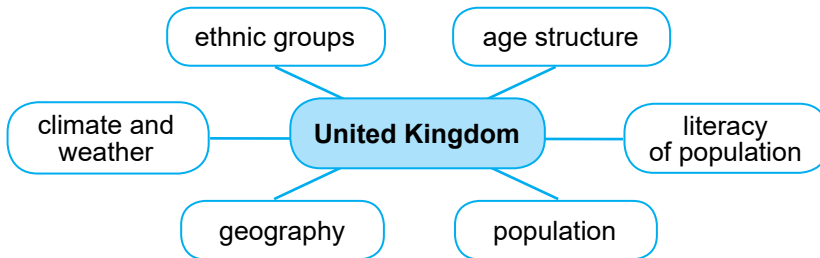 ethnic groups
age structure
climate and
weather
United Kingdom
literacy
of population
geography
population